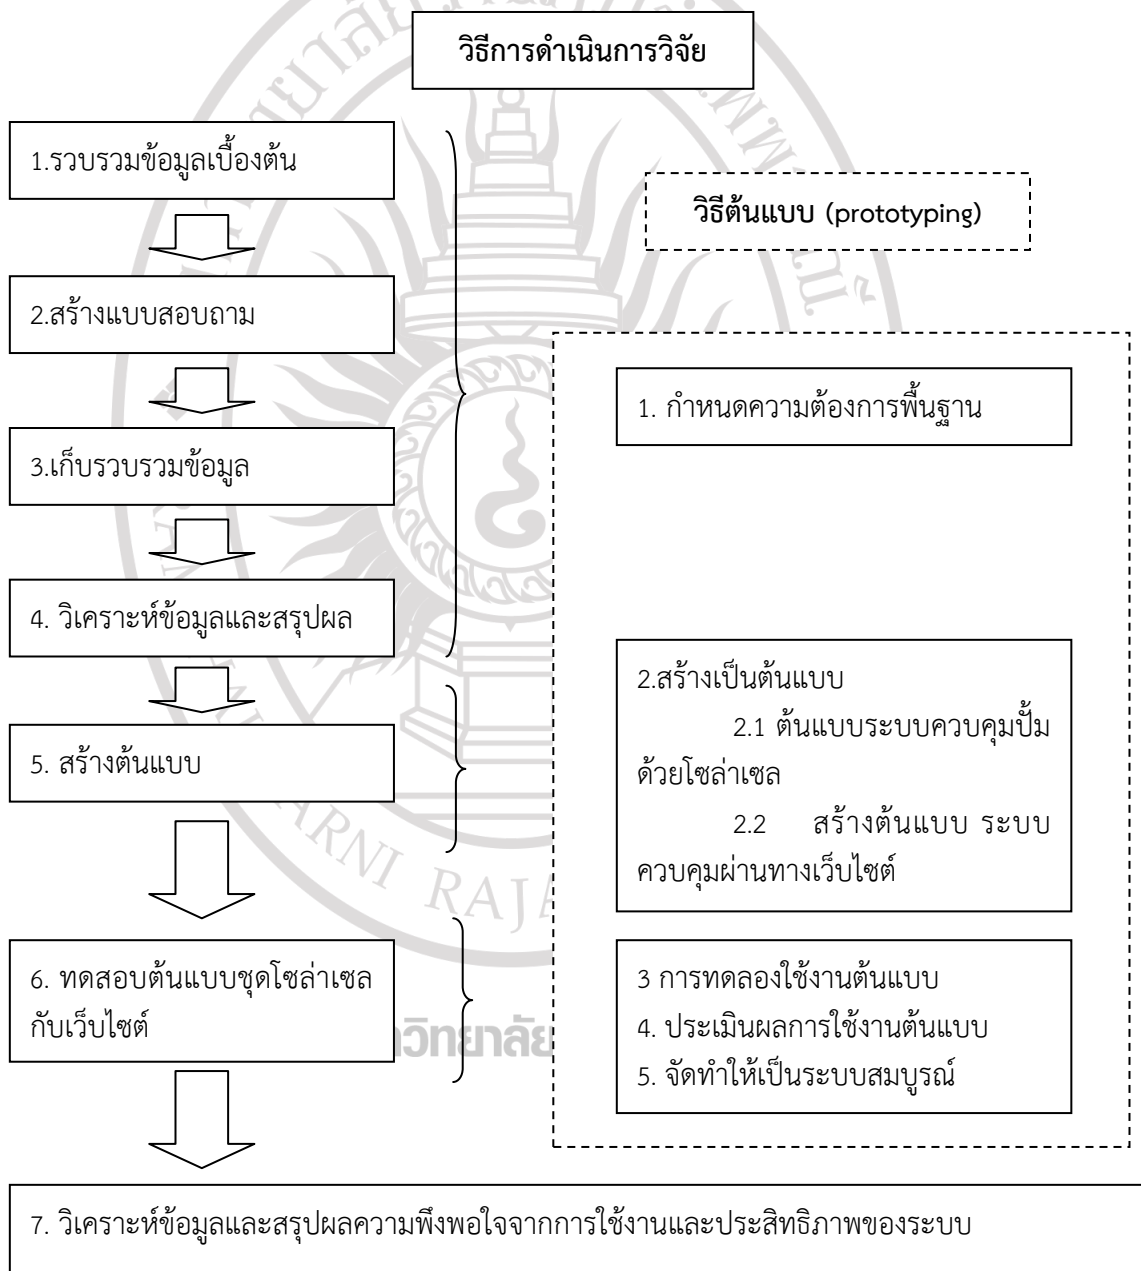 วิธีการดำเนินการวิจัย
1.รวบรวมข้อมูลเบื้องต้น
วิธีต้นแบบ (prototyping)
2.สร้างแบบสอบถาม
1. กำหนดความต้องการพื้นฐาน
3.เก็บรวบรวมข้อมูล
4. วิเคราะห์ข้อมูลและสรุปผล
5. สร้างต้นแบบ
2.สร้างเป็นต้นแบบ
2.1 ต้นแบบระบบควบคุมปั้ม
ด้วยโซล่าเซล
2.2 สร้างต้นแบบ ระบบ
ควบคุมผ่านทางเว็บไซต์
6. ทดสอบต้นแบบชุดโซล่าเซล
กับเว็บไซต์
3 การทดลองใช้งานต้นแบบ
4. ประเมินผลการใช้งานต้นแบบ
5. จัดทำให้เป็นระบบสมบูรณ์
7. วิเคราะห์ข้อมูลและสรุปผลความพึงพอใจจากการใช้งานและประสิทธิภาพของระบบ